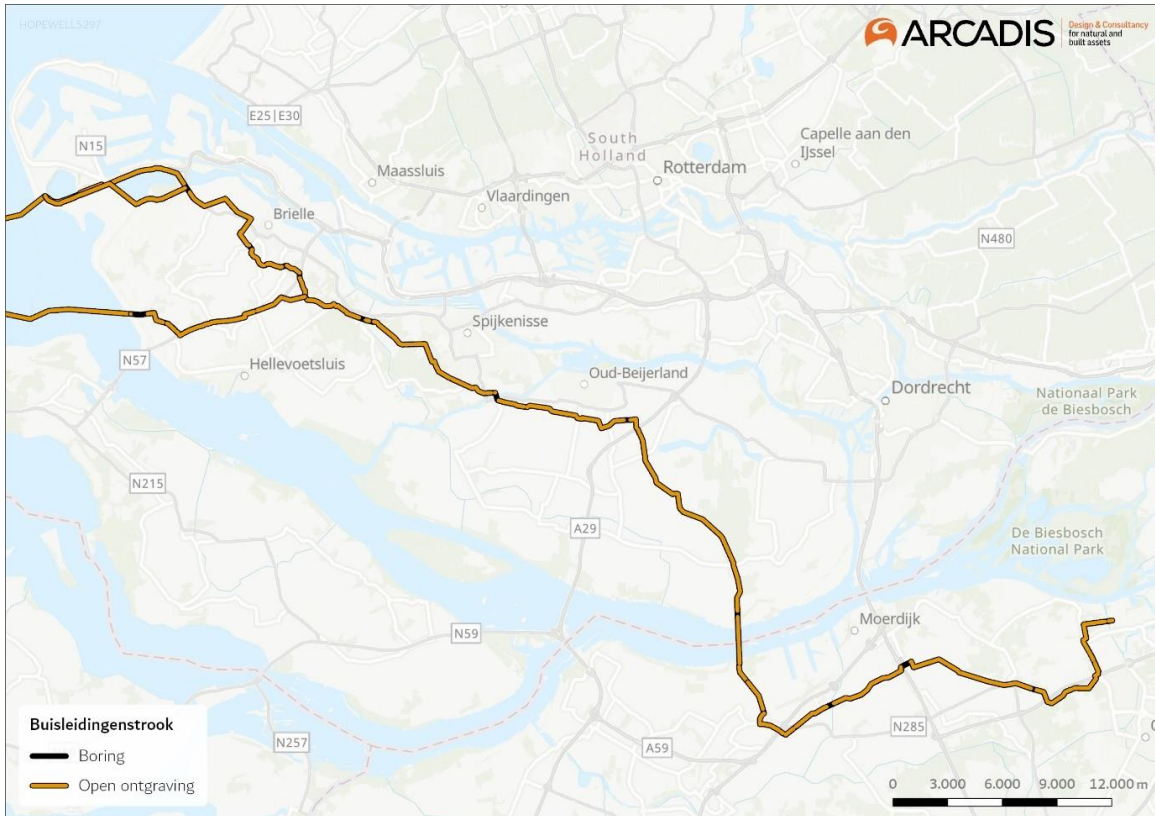 HOPEWELL5297
ARCADIS
Design & Consultancy
for natural and
built assets
E25|E30
N15
South
Holland
Capelle aan den
IJssel
Maassluis
Rotterdam
Vlaardingen
Brielle
N480
Spijkenisse
N57
Hellevoetsluis
Oud-Beijerland
Dordrecht
Nationaal Park
de Biesbosch
N215
A29
De Biesbosch
National Park
N59
Moerdijk
Buisleidingenstrook
Boring
Open ontgraving
N257
A59
N285
0 3.000 6.000 9.000 12.000 m